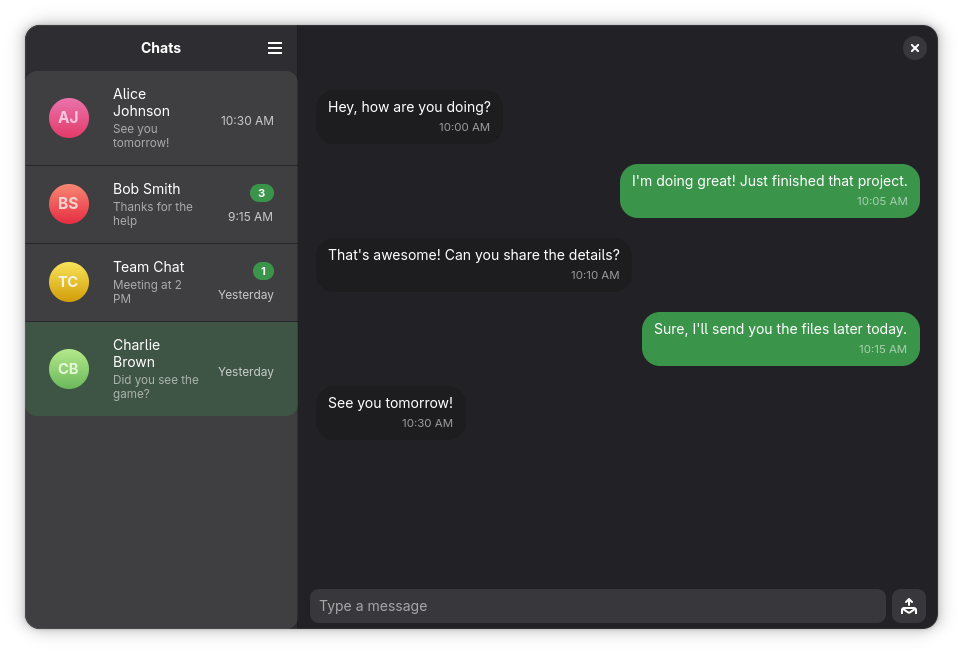 Chats
AJ
Alice
Johnson
See you
tomorrow!
10:30 AM
BS
Bob Smith
Thanks for the
help
3
9:15 AM
TC
Team Chat
Meeting at 2
PM
1
Yesterday
CB
Charlie
Brown
Did you see the
game?
Yesterday
Hey, how are you doing?
10:00 AM
I'm doing great! Just finished that project.
10:05 AM
That's awesome! Can you share the details?
10:10 AM
Sure, I'll send you the files later today.
10:15 AM
See you tomorrow!
10:30 AM
Type a message